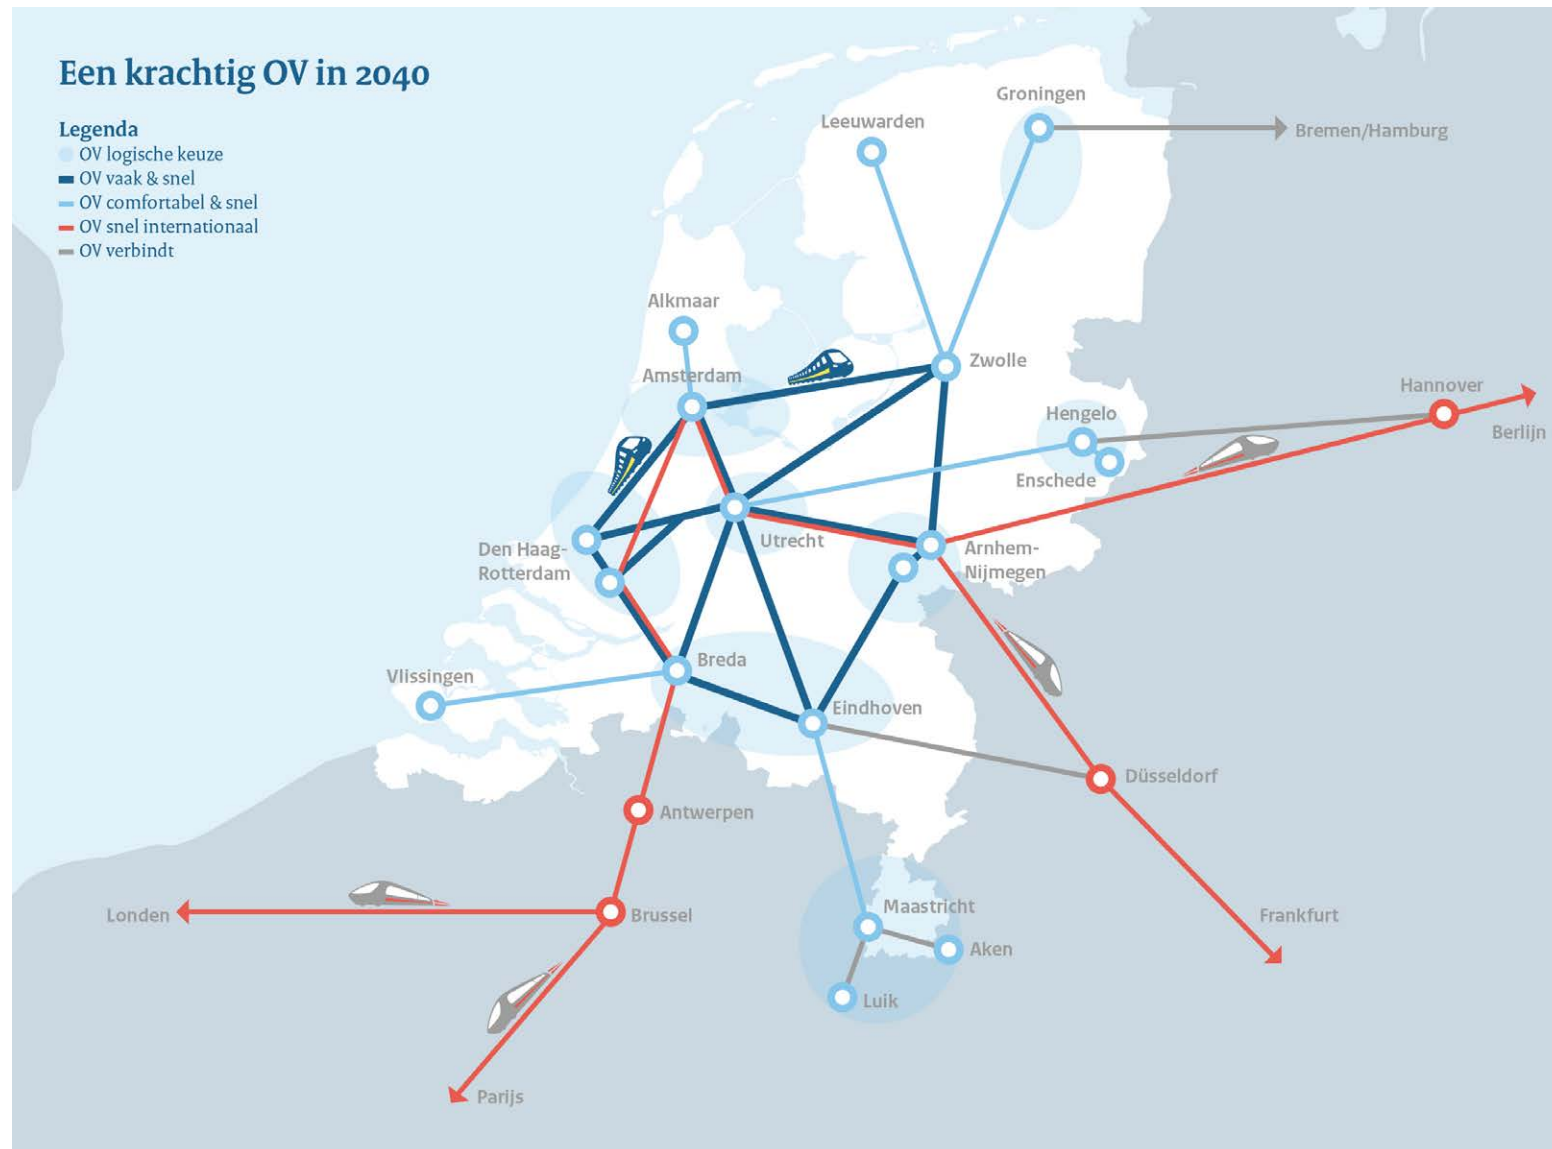 Een krachtig OV in 2040
Legenda
OV logische keuze
OV vaak & snel
OV comfortabel & snel
OV snel internationaal
OV verbindt
Groningen
Leeuwarden
Bremen/Hamburg
Alkmaar
Amsterdam
Zwolle
Hannover
Hengelo
Berlijn
Enschede
Utrecht
Den Haag-
Rotterdam
Arnhem-
Nijmegen
Breda
Vlissingen
Eindhoven
Düsseldorf
Antwerpen
Maastricht
Londen
Brussel
Frankfurt
Aken
Luik
Parijs